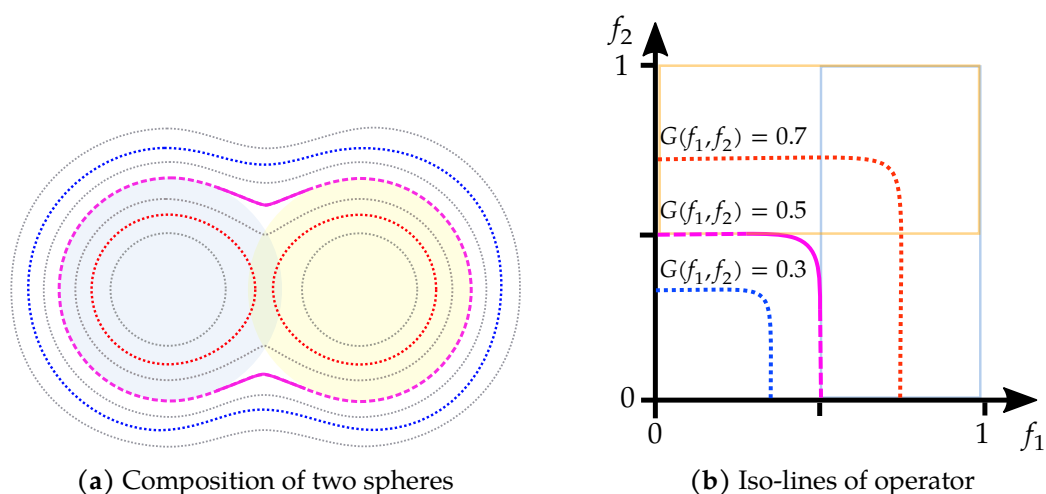 f₂
1
G(f₁, f₂) = 0.7
G(f₁, f₂) = 0.5
G(f₁, f₂) = 0.3
0
0
1
f₁
(a) Composition of two spheres
(b) Iso-lines of operator